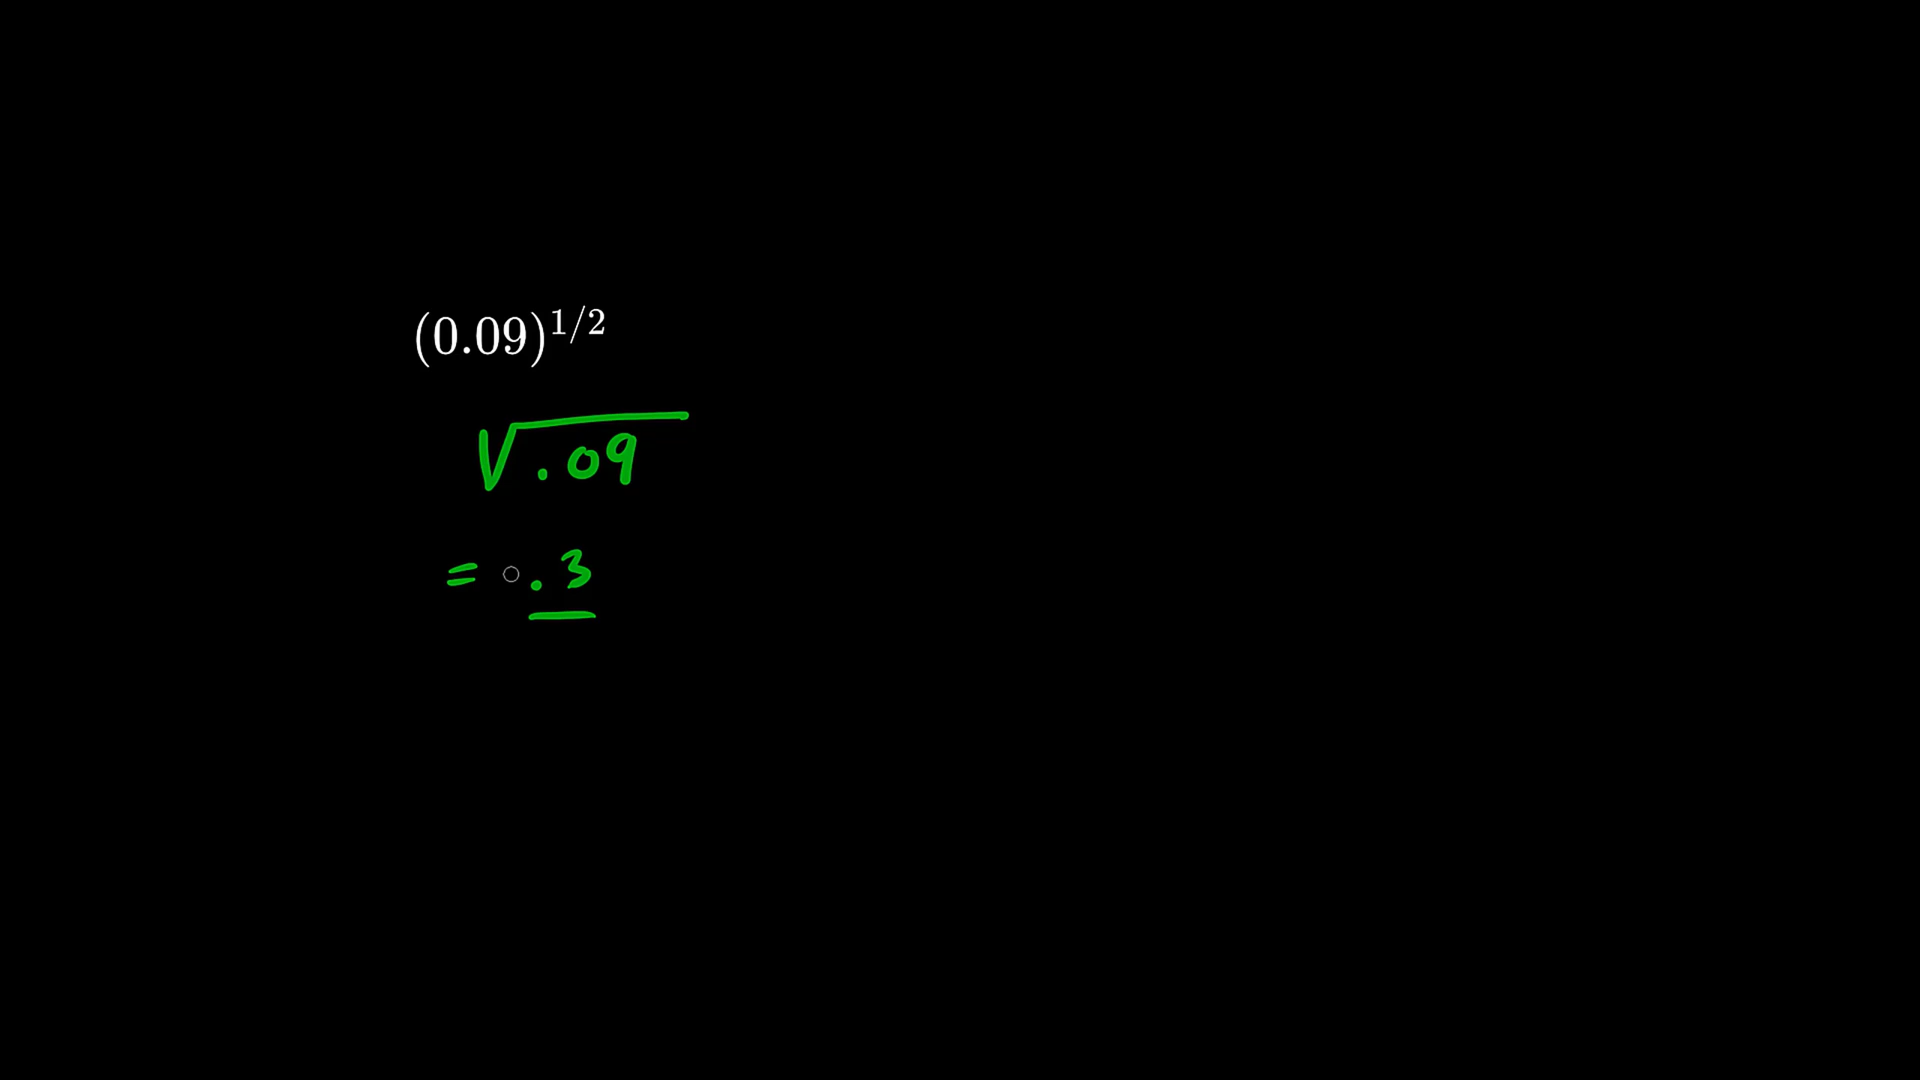 (0.09)^{1/2}
√.09
= .3